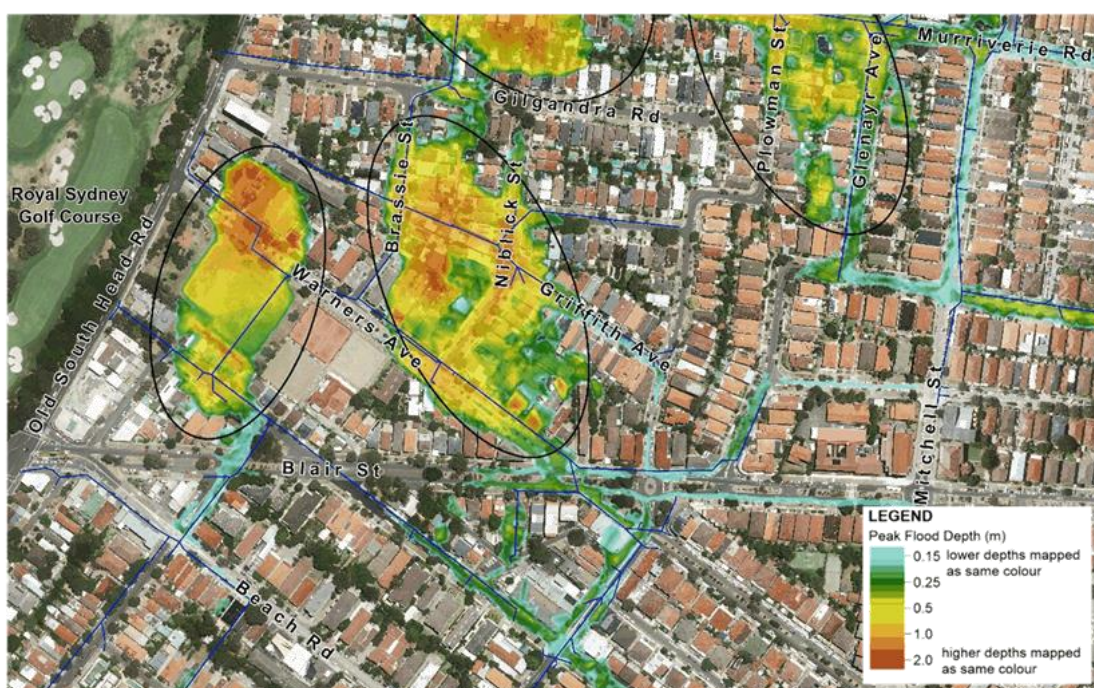 Murriverie Rd
Plowman St
Glenayr Ave
Gilgandra Rd
Brassie St
Niblick St
Royal Sydney
Golf Course
Old South Head Rd
Warners Ave
Griffith Ave
Mitchell St
Blair St
Beach Rd
LEGEND
Peak Flood Depth (m)
0.15 lower depths mapped
as same colour
0.25
0.5
1.0
2.0 higher depths mapped
as same colour